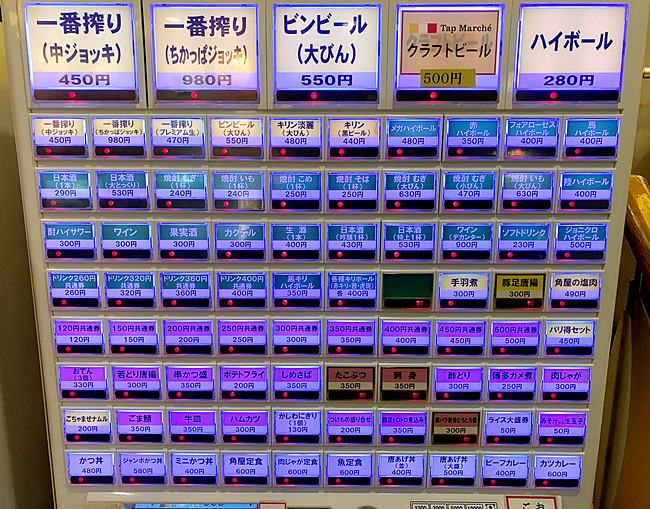 一番搾り
(中ジョッキ)
450円
一番搾り
(ちかっぱジョッキ)
980円
ビンビール
(大びん)
550円
Tap Marché
クラフトビール
500円
ハイボール
280円
一番搾り
(中ジョッキ)
450円
一番搾り
(ちかっぱジョッキ)
980円
一番搾り
(プレミアム生)
470円
ビンビール
(大びん)
550円
キリン淡麗
(大びん)
480円
キリン
(黒ビール)
440円
メガハイボール
480円
赤
ハイボール
350円
フォアローゼス
ハイボール
400円
馬
ハイボール
400円
日本酒
(1本)
290円
日本酒
(大とっくり)
530円
焼酎 むぎ
(1杯)
240円
焼酎 いも
(1杯)
240円
焼酎 こめ
(1杯)
250円
焼酎 そば
(1杯)
250円
焼酎 むぎ
(大びん)
630円
焼酎 むぎ
(小びん)
470円
焼酎 いも
(大びん)
630円
陸ハイボール
400円
酎ハイサワー
300円
ワイン
300円
果実酒
300円
カクテル
300円
生 酒
(1本)
400円
日本酒
(吟醸1杯)
430円
日本酒
(特上1杯)
530円
ワイン
(デカンター)
900円
ソフトドリンク
230円
ジョニクロ
ハイボール
500円
ドリンク260円
共通券
260円
ドリンク320円
共通券
320円
ドリンク360円
共通券
360円
ドリンク400円
共通券
400円
黒キリ
ハイボール
350円
各種キリボール
各 400円
手羽煮
300円
豚足唐揚
300円
角屋の塩肉
490円
120円共通券
120円
150円共通券
150円
200円共通券
200円
250円共通券
250円
300円共通券
300円
350円共通券
350円
400円共通券
400円
450円共通券
450円
500円共通券
500円
バリ得セット
450円
おでん
(3個)
330円
若どり唐揚
300円
串かつ盛
350円
ポテトフライ
200円
しめさば
350円
たこぶつ
350円
刺 身
350円
酢どり
300円
博多ガメ煮
250円
肉じゃが
300円
ごちゃまぜナムル
200円
ごま鯖
350円
牛皿
350円
ハムカツ
300円
かしわにぎり
(1個)
130円
つけもの盛り合せ
200円
豚足トロトロ煮込み
350円
300円
ライス大盛券
50円
50円
かつ丼
480円
ジャンボかつ丼
580円
ミニかつ丼
400円
角屋定食
600円
肉じゃが定食
600円
魚定食
600円
唐あげ丼
(並)
400円
唐あげ丼
(大盛)
500円
ビーフカレー
400円
カツカレー
600円